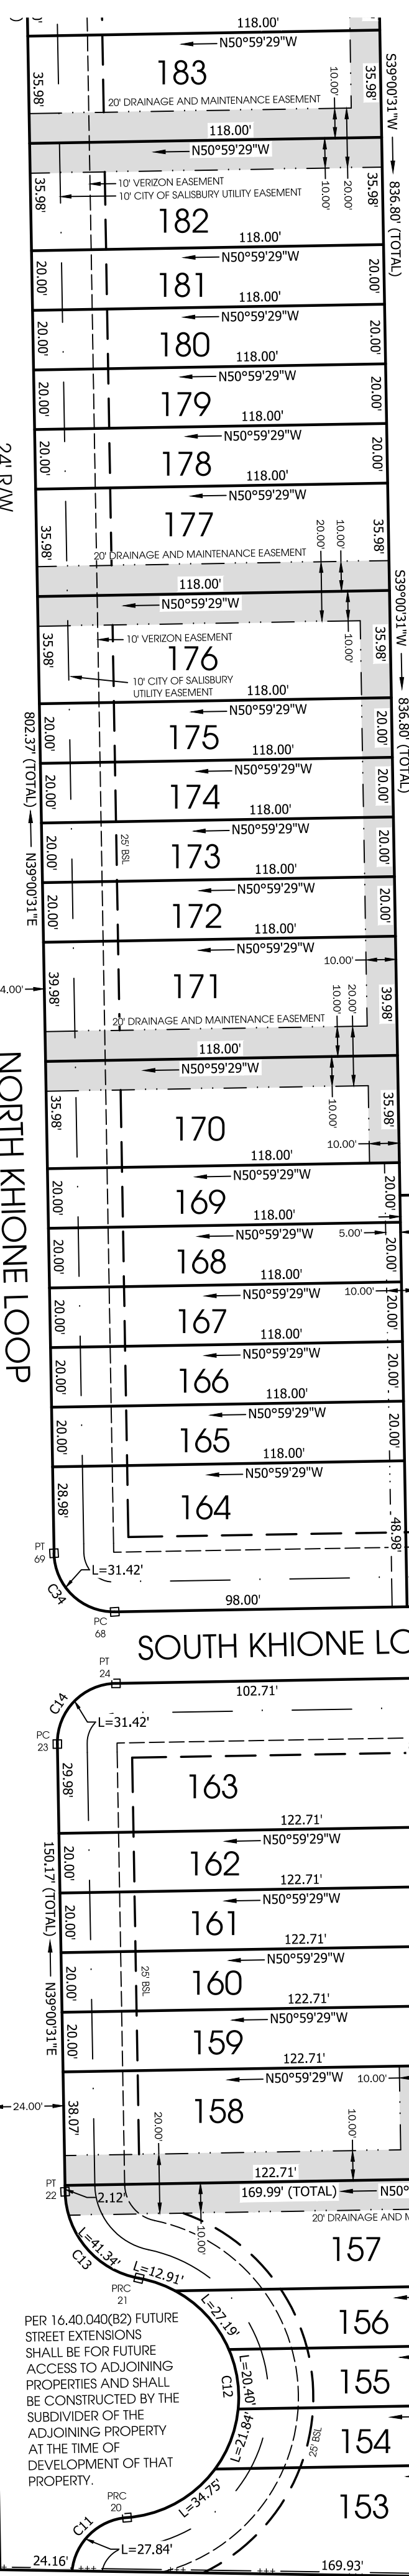 118.00'
N50°59'29"W
35.98'
183
10.00'
35.98'
S39°00'31"W
20' DRAINAGE AND MAINTENANCE EASEMENT
118.00'
N50°59'29"W
35.98'
10' VERIZON EASEMENT
10' CITY OF SALISBURY UTILITY EASEMENT
10.00'
20.00'
35.98'
836.80' (TOTAL)
182
118.00'
N50°59'29"W
20.00'
181
20.00'
118.00'
N50°59'29"W
20.00'
180
20.00'
118.00'
N50°59'29"W
20.00'
179
20.00'
118.00'
N50°59'29"W
24' R/W
20.00'
178
20.00'
118.00'
N50°59'29"W
35.98'
177
20.00'
10.00'
35.98'
20' DRAINAGE AND MAINTENANCE EASEMENT
118.00'
N50°59'29"W
S39°00'31"W
35.98'
10' VERIZON EASEMENT
176
10' CITY OF SALISBURY
UTILITY EASEMENT
10.00'
35.98'
836.80' (TOTAL)
118.00'
N50°59'29"W
20.00'
175
20.00'
118.00'
N50°59'29"W
802.37' (TOTAL)
N39°00'31"E
20.00'
174
20.00'
118.00'
N50°59'29"W
20.00'
25' BSL
173
20.00'
118.00'
N50°59'29"W
20.00'
172
20.00'
118.00'
N50°59'29"W
10.00'
39.98'
171
10.00'
20.00'
39.98'
4.00'
20' DRAINAGE AND MAINTENANCE EASEMENT
118.00'
N50°59'29"W
NORTH KHIONE LOOP
35.98'
170
10.00'
35.98'
10.00'
118.00'
N50°59'29"W
20.00'
169
20.00'
118.00'
N50°59'29"W
5.00'
20.00'
168
20.00'
118.00'
N50°59'29"W
10.00'
20.00'
167
20.00'
118.00'
N50°59'29"W
20.00'
166
20.00'
118.00'
N50°59'29"W
20.00'
165
20.00'
118.00'
N50°59'29"W
28.98'
164
48.98'
PT
69
L=31.42'
C34
98.00'
PC
68
SOUTH KHIONE LO
PT
24
102.71'
C14
L=31.42'
PC
23
29.98'
163
122.71'
N50°59'29"W
150.17' (TOTAL)
N39°00'31"E
20.00'
162
122.71'
N50°59'29"W
20.00'
161
122.71'
N50°59'29"W
20.00'
25' BSL
160
122.71'
N50°59'29"W
20.00'
159
122.71'
N50°59'29"W
10.00'
24.00'
38.07'
158
20.00'
10.00'
122.71'
PT
22
2.12'
169.99' (TOTAL)
N50°
20' DRAINAGE AND M
10.00'
157
L=41.34'
C13
L=12.91'
PRC
21
L=27.19'
156
PER 16.40.040(B2) FUTURE
STREET EXTENSIONS
SHALL BE FOR FUTURE
ACCESS TO ADJOINING
PROPERTIES AND SHALL
BE CONSTRUCTED BY THE
SUBDIVIDER OF THE
ADJOINING PROPERTY
AT THE TIME OF
DEVELOPMENT OF THAT
PROPERTY.
C12
L=20.40'
155
L=21.84'
25' BSL
154
L=34.75'
153
PRC
20
C11
L=27.84'
24.16'
169.93'